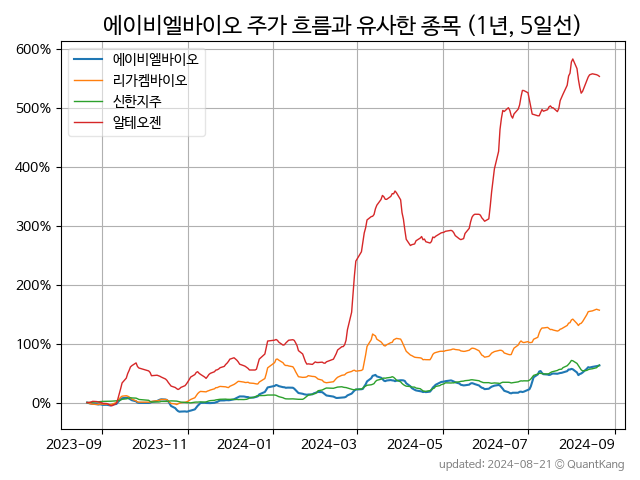 에이비엘바이오 주가 흐름과 유사한 종목 (1년, 5일선)
에이비엘바이오
리가켐바이오
신한지주
알테오젠
600%
500%
400%
300%
200%
100%
0%
2023-09
2023-11
2024-01
2024-03
2024-05
2024-07
2024-09
updated: 2024-08-21 © QuantKang